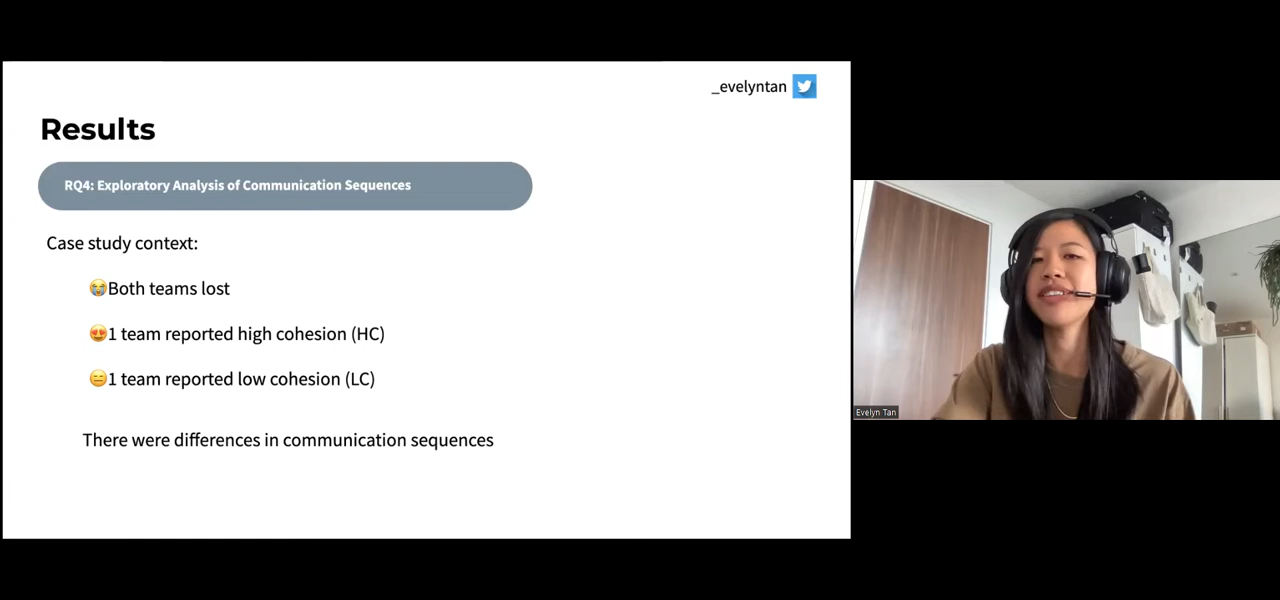 _evelyntan
Results
RQ4: Exploratory Analysis of Communication Sequences
Case study context:
😭Both teams lost
😍1 team reported high cohesion (HC)
😑1 team reported low cohesion (LC)
There were differences in communication sequences
Evelyn Tan